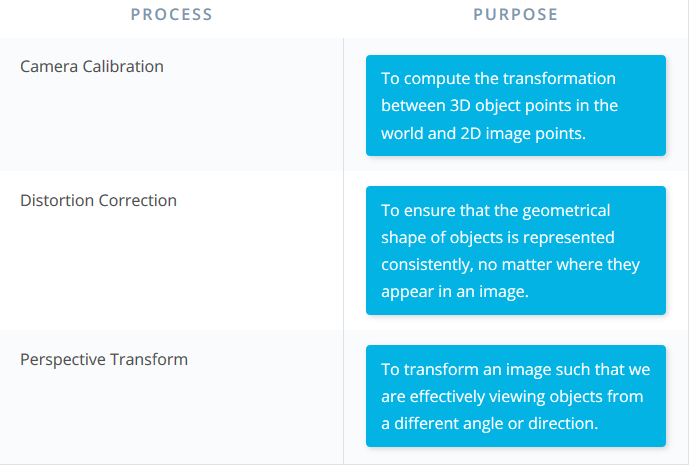 PROCESS PURPOSE
Camera Calibration
To compute the transformation
between 3D object points in the
world and 2D image points.
Distortion Correction
To ensure that the geometrical
shape of objects is represented
consistently, no matter where they
appear in an image.
Perspective Transform
To transform an image such that we
are effectively viewing objects from
a different angle or direction.